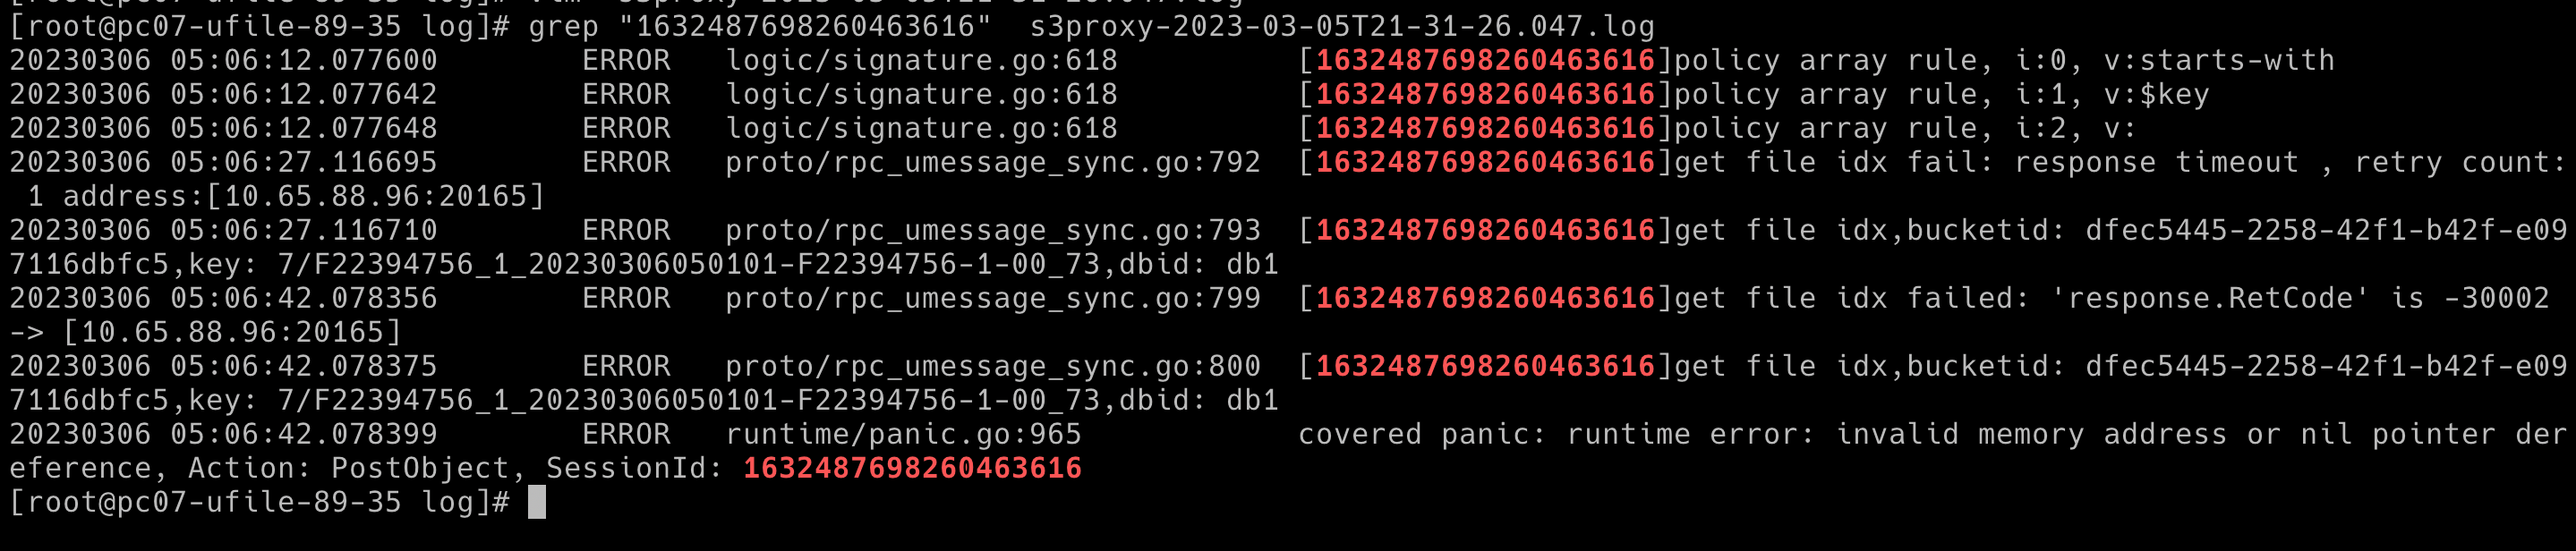 [root@pc07-ufile-89-35 log]# grep "1632487698260463616"  s3proxy-2023-03-05T21-31-26.047.log
20230306 05:06:12.077600        ERROR   logic/signature.go:618          [1632487698260463616]policy array rule, i:0, v:starts-with
20230306 05:06:12.077642        ERROR   logic/signature.go:618          [1632487698260463616]policy array rule, i:1, v:$key
20230306 05:06:12.077648        ERROR   logic/signature.go:618          [1632487698260463616]policy array rule, i:2, v:
20230306 05:06:27.116695        ERROR   proto/rpc_umessage_sync.go:792  [1632487698260463616]get file idx fail: response timeout , retry count:
 1 address:[10.65.88.96:20165]
20230306 05:06:27.116710        ERROR   proto/rpc_umessage_sync.go:793  [1632487698260463616]get file idx,bucketid: dfec5445-2258-42f1-b42f-e09
7116dbfc5,key: 7/F22394756_1_20230306050101-F22394756-1-00_73,dbid: db1
20230306 05:06:42.078356        ERROR   proto/rpc_umessage_sync.go:799  [1632487698260463616]get file idx failed: 'response.RetCode' is -30002
-> [10.65.88.96:20165]
20230306 05:06:42.078375        ERROR   proto/rpc_umessage_sync.go:800  [1632487698260463616]get file idx,bucketid: dfec5445-2258-42f1-b42f-e09
7116dbfc5,key: 7/F22394756_1_20230306050101-F22394756-1-00_73,dbid: db1
20230306 05:06:42.078399        ERROR   runtime/panic.go:965            covered panic: runtime error: invalid memory address or nil pointer der
eference, Action: PostObject, SessionId: 1632487698260463616
[root@pc07-ufile-89-35 log]#